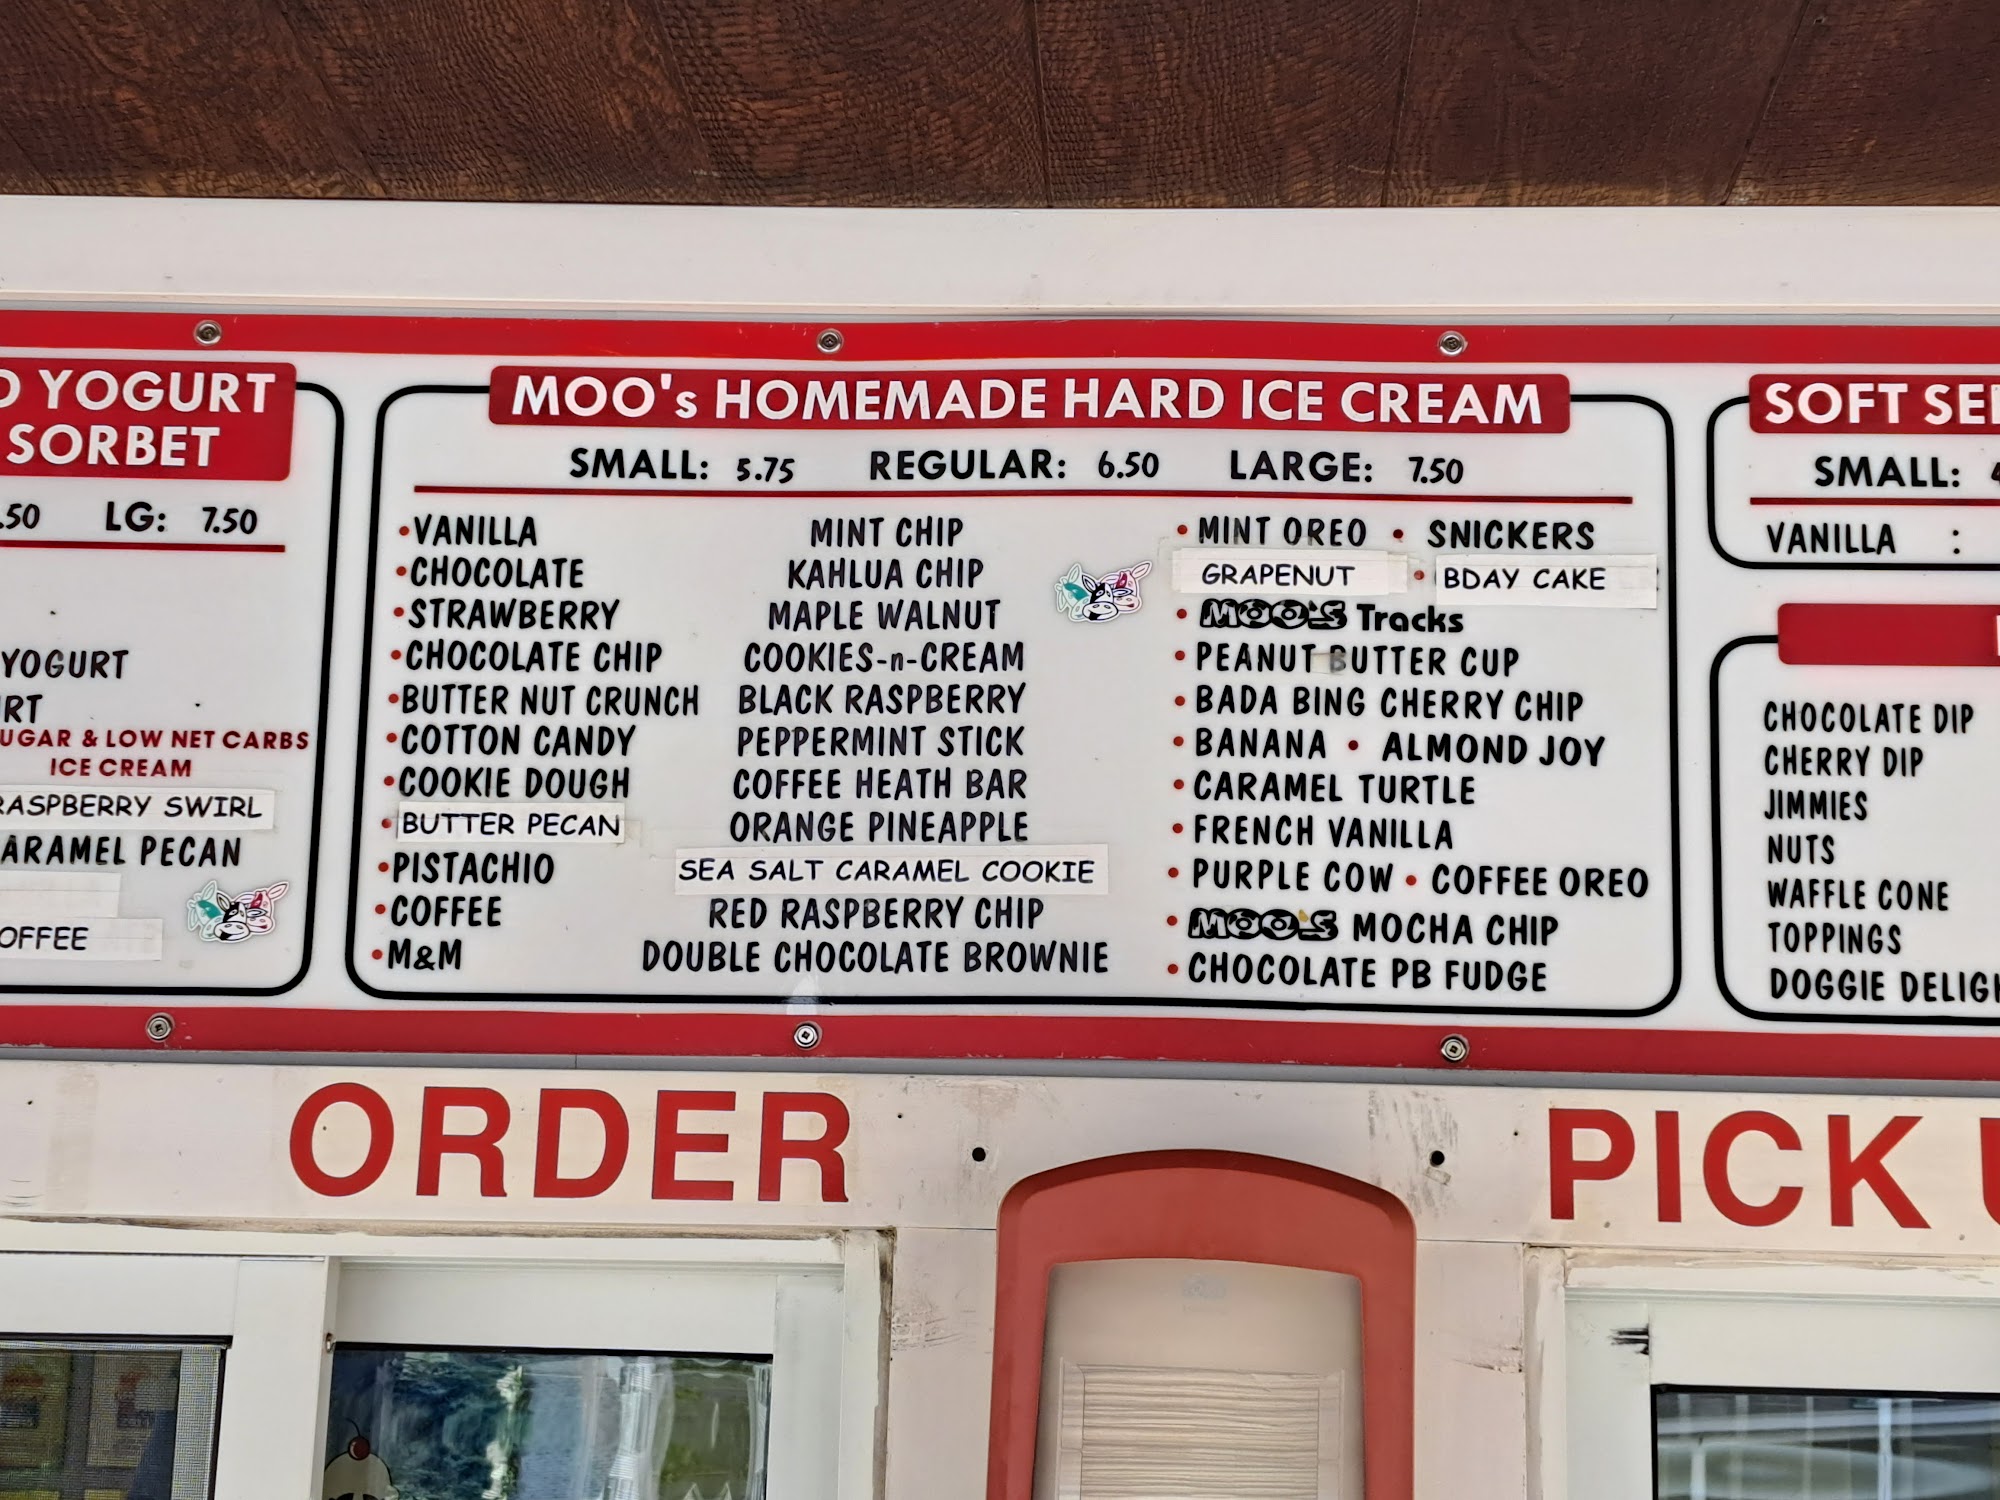 YOGURT
SORBET
.50 LG: 7.50
YOGURT
UGAR & LOW NET CARBS
ICE CREAM
RASPBERRY SWIRL
ARAMEL PECAN
OFFEE
MOO's HOMEMADE HARD ICE CREAM
SMALL: 5.75 REGULAR: 6.50 LARGE: 7.50
•VANILLA
•CHOCOLATE
•STRAWBERRY
•CHOCOLATE CHIP
•BUTTER NUT CRUNCH
•COTTON CANDY
•COOKIE DOUGH
•BUTTER PECAN
•PISTACHIO
•COFFEE
•M&M
MINT CHIP
KAHLUA CHIP
MAPLE WALNUT
COOKIES-n-CREAM
BLACK RASPBERRY
PEPPERMINT STICK
COFFEE HEATH BAR
ORANGE PINEAPPLE
SEA SALT CARAMEL COOKIE
RED RASPBERRY CHIP
DOUBLE CHOCOLATE BROWNIE
•MINT OREO • SNICKERS
GRAPENUT •BDAY CAKE
•MOO'S Tracks
•PEANUT BUTTER CUP
•BADA BING CHERRY CHIP
•BANANA • ALMOND JOY
•CARAMEL TURTLE
•FRENCH VANILLA
•PURPLE COW •COFFEE OREO
•MOO'S MOCHA CHIP
•CHOCOLATE PB FUDGE
SOFT SE
SMALL:
VANILLA :
CHOCOLATE DIP
CHERRY DIP
JIMMIES
NUTS
WAFFLE CONE
TOPPINGS
DOGGIE DELIGH
ORDER
PICK